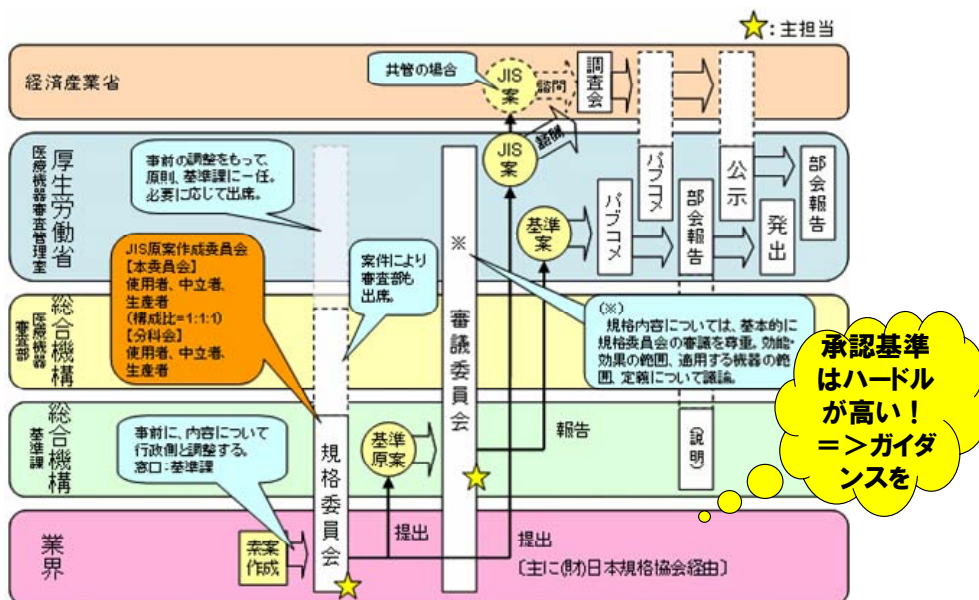 :主担当
経済産業省
共管の場合
JIS
案
諮問
調査会
厚生労働省
医療機器審査管理室
事前の調整をもって、
原則、基準課に一任。
必要に応じて出席。
JIS
案
諮問
パブコメ
公示
部会報告
基準
案
パブコメ
部会報告
発出
JIS原案作成委員会
【本委員会】
使用者、中立者、
生産者
(構成比=1:1:1)
【分科会】
使用者、中立者、
生産者
案件により
審査部も
出席。
※
審議委員会
総合機構
医療機器
審査部
(※)
規格内容については、基本的に
規格委員会の審議を尊重。効能・
効果の範囲、適用する機器の範
囲、定義について議論。
承認基準
はハードル
が高い!
=>ガイダ
ンスを
総合機構
基準課
事前に、内容について
行政側と調整する。
窓口:基準課
規格委員会
基準
原案
報告
(説明)
業界
素案
作成
提出
提出
〔主に(財)日本規格協会経由〕